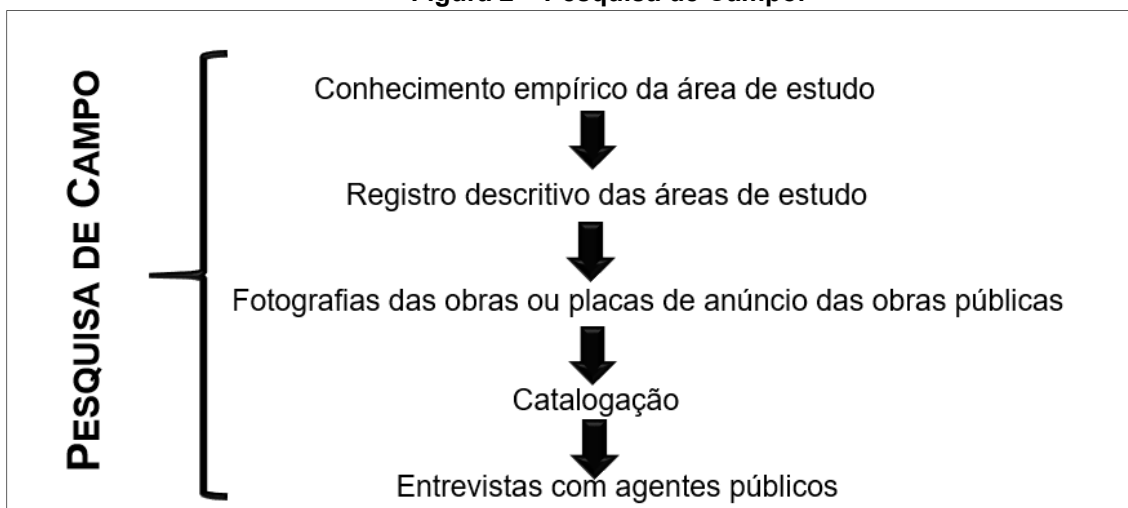 PESQUISA DE CAMPO
Conhecimento empírico da área de estudo
Registro descritivo das áreas de estudo
Fotografias das obras ou placas de anúncio das obras públicas
Catalogação
Entrevistas com agentes públicos